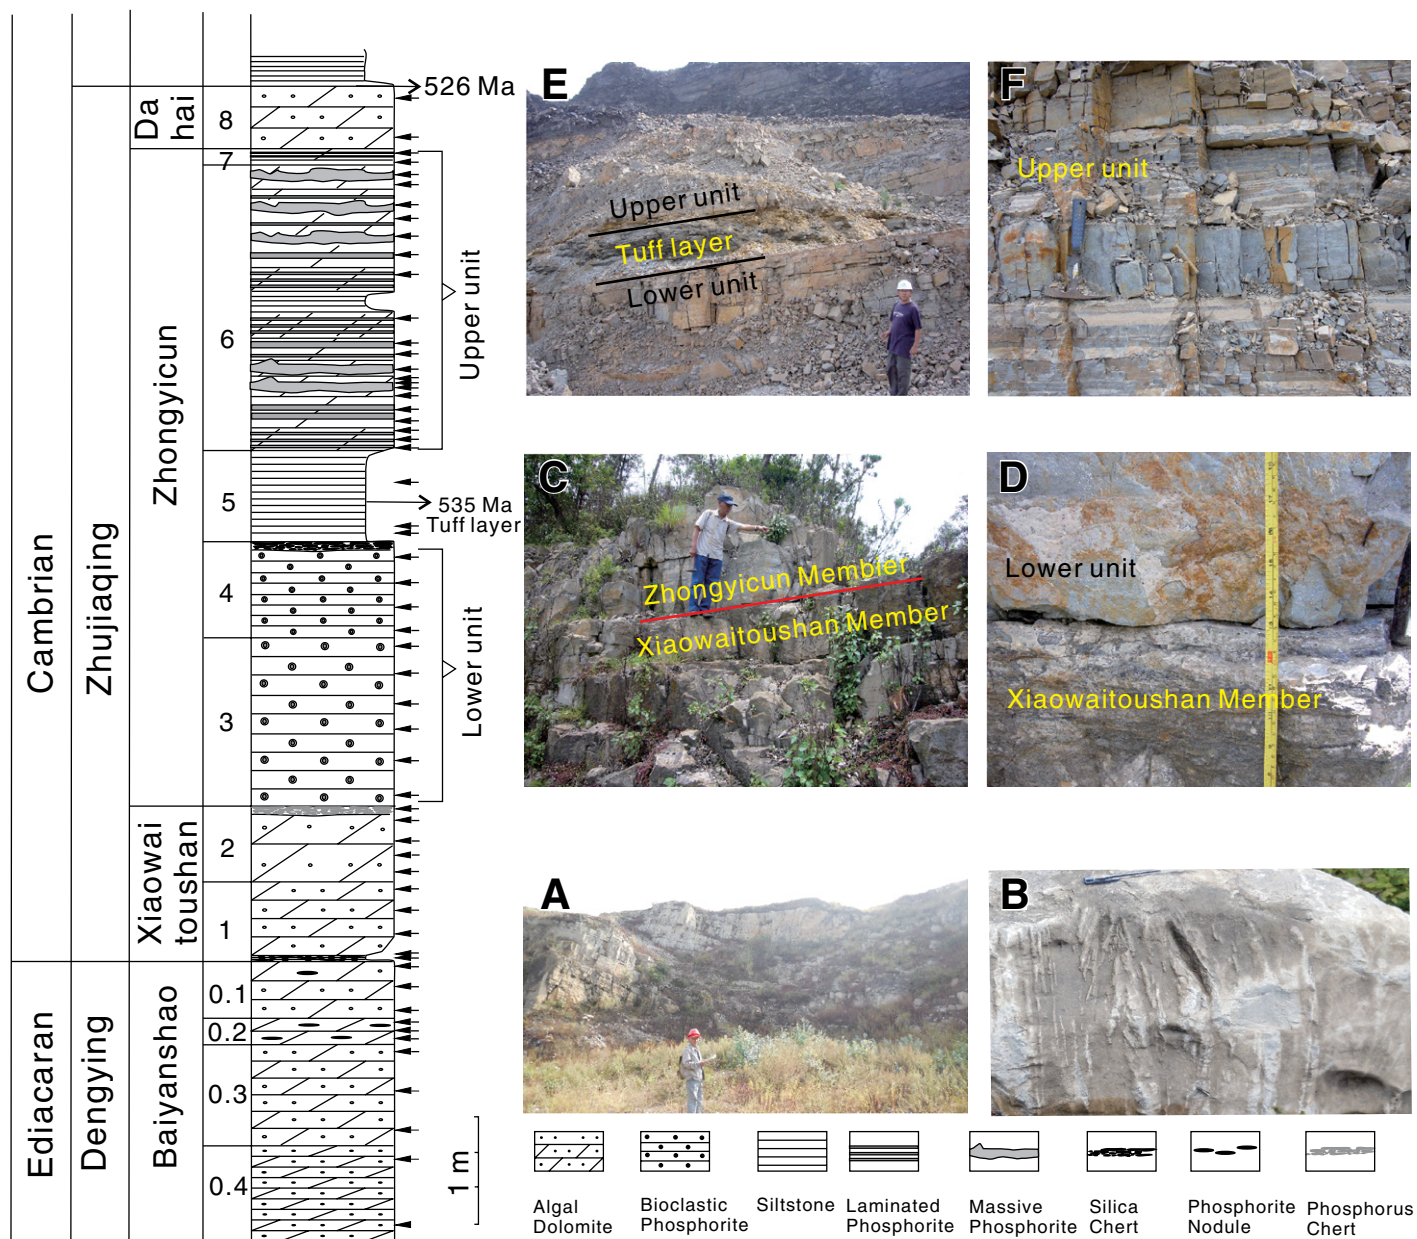 Cambrian
Ediacaran
Zhujiaqing
Dengying
Da
hai
Zhongyicun
Xiaowai
toushan
Baiyanshao
8
7
6
5
4
3
2
1
0.1
0.2
0.3
0.4
526 Ma
Upper unit
535 Ma
Tuff layer
Lower unit
1 m
E
Upper unit
Tuff layer
Lower unit
F
Upper unit
C
Zhongyicun Membier
Xiaowaitoushan Member
D
Lower unit
Xiaowaitoushan Member
A
B
Algal
Dolomite
Bioclastic
Phosphorite
Siltstone
Laminated
Phosphorite
Massive
Phosphorite
Silica
Chert
Phosphorite
Nodule
Phosphorus
Chert